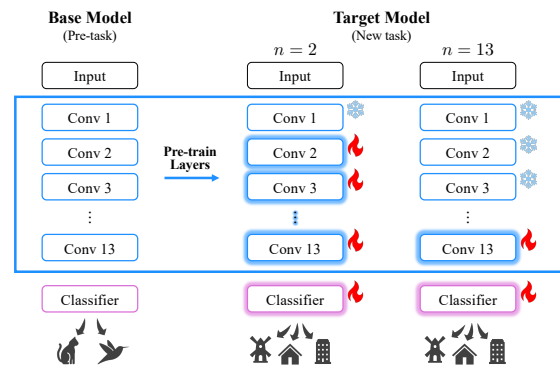 Base Model
(Pre-task)
Target Model
(New task)
n = 2
n = 13
Input
Input
Input
Conv 1
Conv 1
Conv 1
Conv 2
Pre-train
Layers
Conv 2
Conv 2
Conv 3
Conv 3
Conv 3
Conv 13
Conv 13
Conv 13
Classifier
Classifier
Classifier